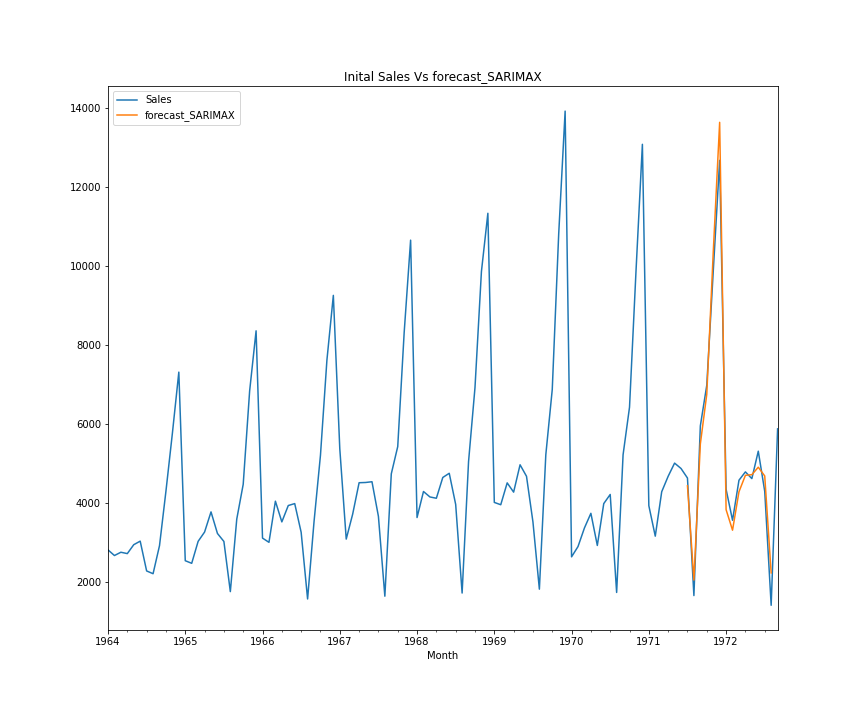 Inital Sales Vs forecast_SARIMAX
Sales
forecast_SARIMAX
14000
12000
10000
8000
6000
4000
2000
1964 1965 1966 1967 1968 1969 1970 1971 1972
Month